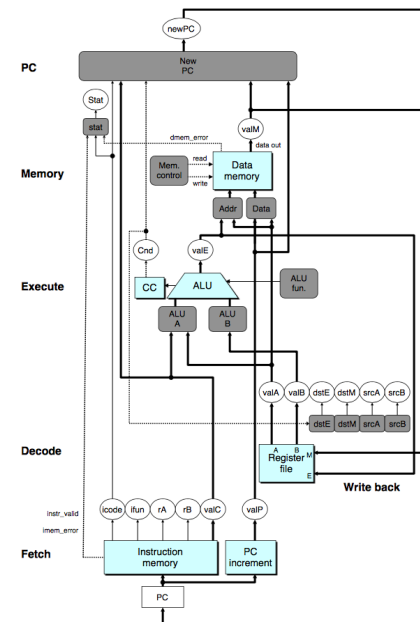 newPC
PC
New
PC
Stat
stat
valM
data out
dmem_error
Memory
Mem.
control
read
write
Data
memory
Addr
Data
Cnd
valE
Execute
CC
ALU
ALU
fun.
ALU
A
ALU
B
valA
valB
dstE
dstM
srcA
srcB
dstE
dstM
srcA
srcB
Decode
A
B
M
Register
file
E
Write back
instr_valid
imem_error
icode
ifun
rA
rB
valC
valP
Fetch
Instruction
memory
PC
increment
PC